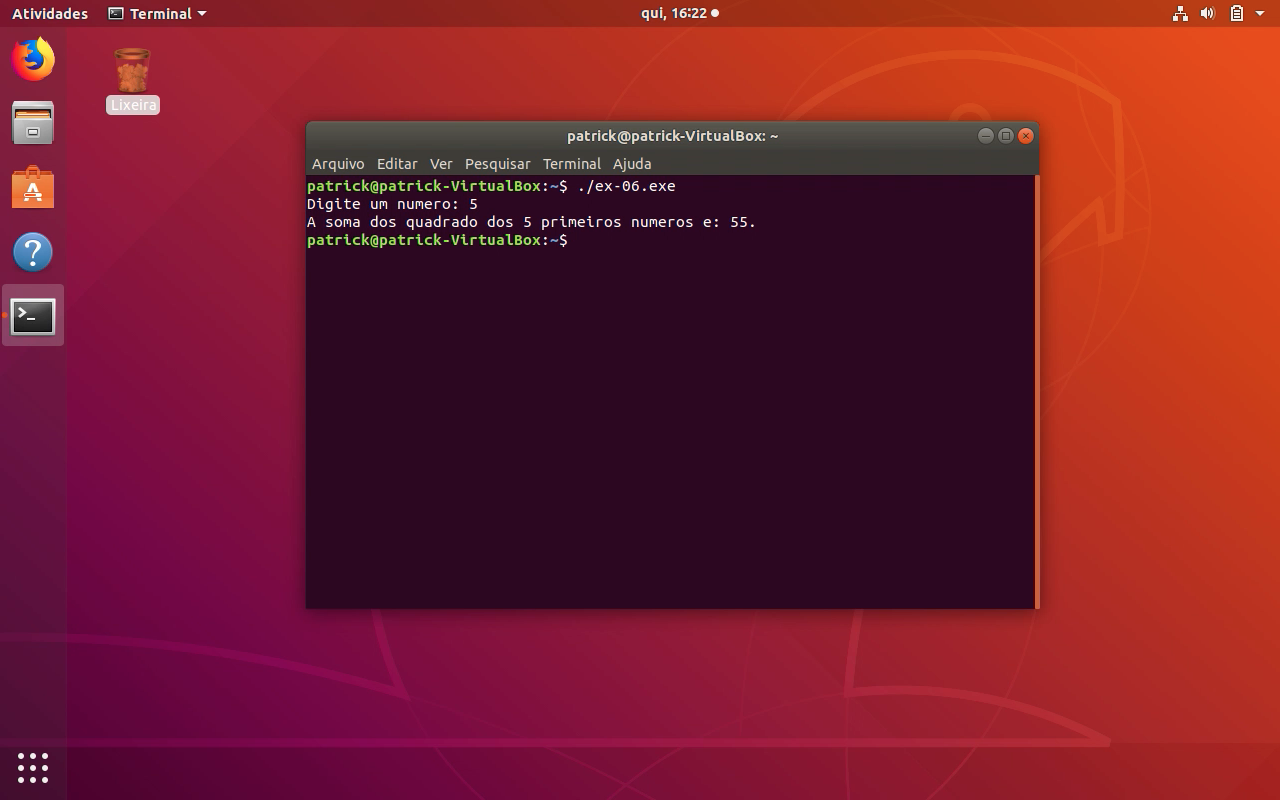 Atividades Terminal qui, 16:22
Lixeira
patrick@patrick-VirtualBox: ~
Arquivo Editar Ver Pesquisar Terminal Ajuda
patrick@patrick-VirtualBox:~$ ./ex-06.exe
Digite um numero: 5
A soma dos quadrado dos 5 primeiros numeros e: 55.
patrick@patrick-VirtualBox:~$